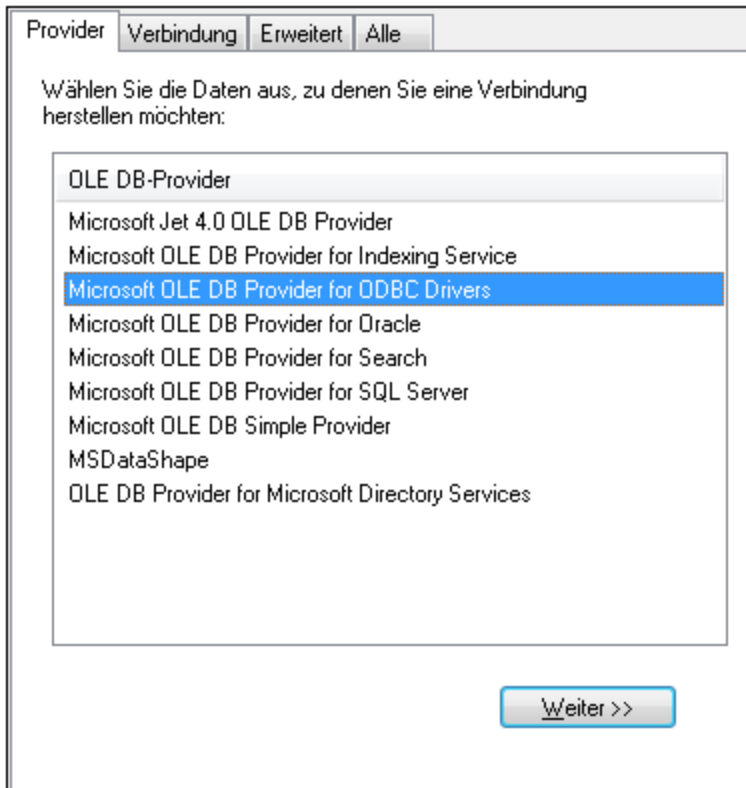 Provider Verbindung Erweitert Alle
Wählen Sie die Daten aus, zu denen Sie eine Verbindung
herstellen möchten:
OLE DB-Provider
Microsoft Jet 4.0 OLE DB Provider
Microsoft OLE DB Provider for Indexing Service
Microsoft OLE DB Provider for ODBC Drivers
Microsoft OLE DB Provider for Oracle
Microsoft OLE DB Provider for Search
Microsoft OLE DB Provider for SQL Server
Microsoft OLE DB Simple Provider
MSDataShape
OLE DB Provider for Microsoft Directory Services
Weiter >>